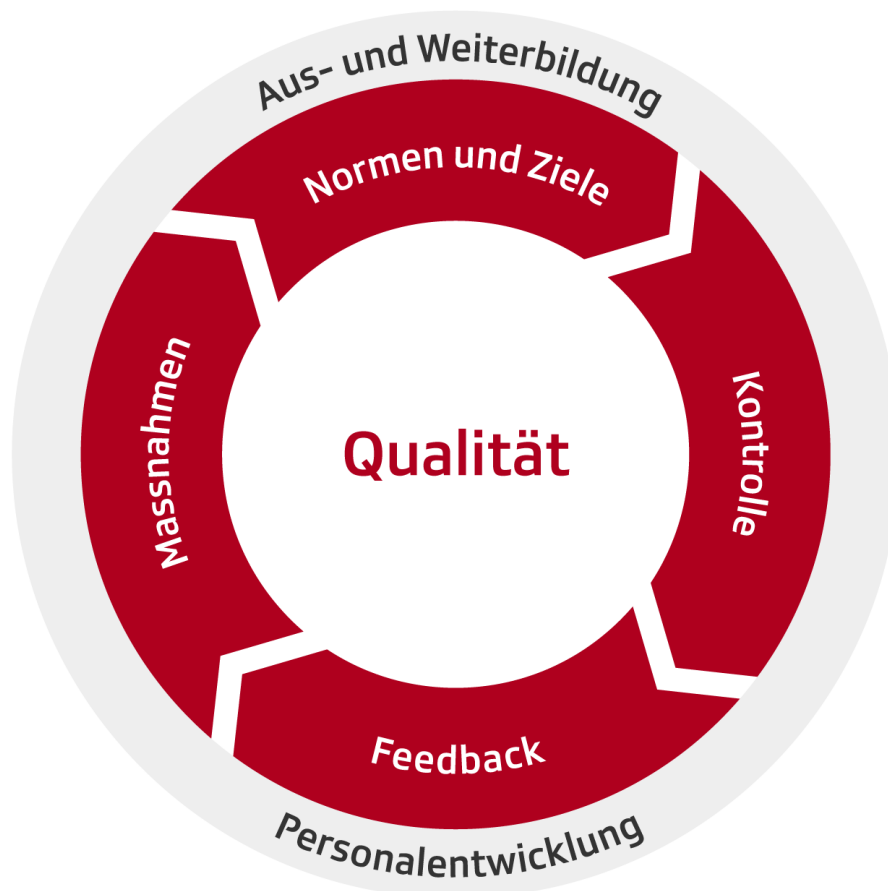 Aus- und Weiterbildung
Normen und Ziele
Kontrolle
Feedback
Massnahmen
Qualität
Personalentwicklung